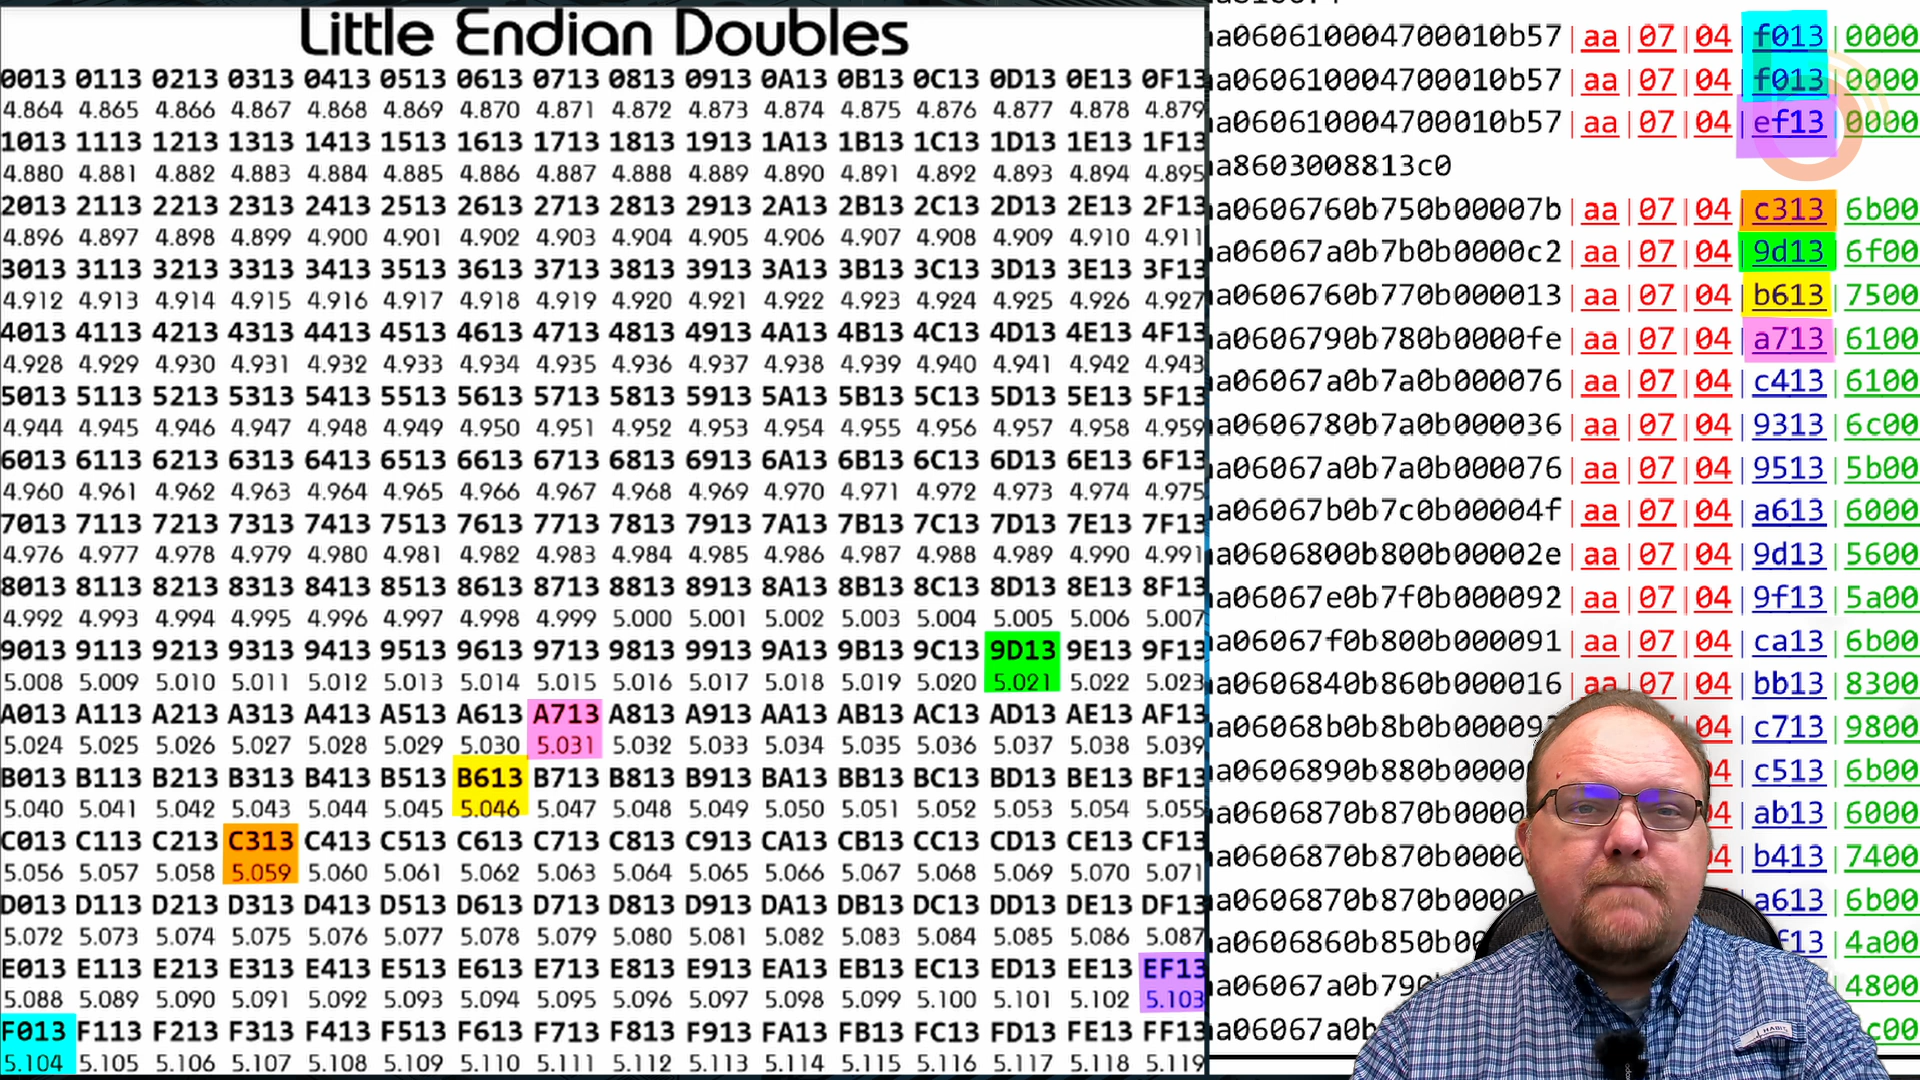 Little Endian Doubles
0013 0113 0213 0313 0413 0513 0613 0713 0813 0913 0A13 0B13 0C13 0D13 0E13 0F13
4.864 4.865 4.866 4.867 4.868 4.869 4.870 4.871 4.872 4.873 4.874 4.875 4.876 4.877 4.878 4.879
1013 1113 1213 1313 1413 1513 1613 1713 1813 1913 1A13 1B13 1C13 1D13 1E13 1F13
4.880 4.881 4.882 4.883 4.884 4.885 4.886 4.887 4.888 4.889 4.890 4.891 4.892 4.893 4.894 4.895
2013 2113 2213 2313 2413 2513 2613 2713 2813 2913 2A13 2B13 2C13 2D13 2E13 2F13
4.896 4.897 4.898 4.899 4.900 4.901 4.902 4.903 4.904 4.905 4.906 4.907 4.908 4.909 4.910 4.911
3013 3113 3213 3313 3413 3513 3613 3713 3813 3913 3A13 3B13 3C13 3D13 3E13 3F13
4.912 4.913 4.914 4.915 4.916 4.917 4.918 4.919 4.920 4.921 4.922 4.923 4.924 4.925 4.926 4.927
4013 4113 4213 4313 4413 4513 4613 4713 4813 4913 4A13 4B13 4C13 4D13 4E13 4F13
4.928 4.929 4.930 4.931 4.932 4.933 4.934 4.935 4.936 4.937 4.938 4.939 4.940 4.941 4.942 4.943
5013 5113 5213 5313 5413 5513 5613 5713 5813 5913 5A13 5B13 5C13 5D13 5E13 5F13
4.944 4.945 4.946 4.947 4.948 4.949 4.950 4.951 4.952 4.953 4.954 4.955 4.956 4.957 4.958 4.959
6013 6113 6213 6313 6413 6513 6613 6713 6813 6913 6A13 6B13 6C13 6D13 6E13 6F13
4.960 4.961 4.962 4.963 4.964 4.965 4.966 4.967 4.968 4.969 4.970 4.971 4.972 4.973 4.974 4.975
7013 7113 7213 7313 7413 7513 7613 7713 7813 7913 7A13 7B13 7C13 7D13 7E13 7F13
4.976 4.977 4.978 4.979 4.980 4.981 4.982 4.983 4.984 4.985 4.986 4.987 4.988 4.989 4.990 4.991
8013 8113 8213 8313 8413 8513 8613 8713 8813 8913 8A13 8B13 8C13 8D13 8E13 8F13
4.992 4.993 4.994 4.995 4.996 4.997 4.998 4.999 5.000 5.001 5.002 5.003 5.004 5.005 5.006 5.007
9013 9113 9213 9313 9413 9513 9613 9713 9813 9913 9A13 9B13 9C13 9D13 9E13 9F13
5.008 5.009 5.010 5.011 5.012 5.013 5.014 5.015 5.016 5.017 5.018 5.019 5.020 5.021 5.022 5.023
A013 A113 A213 A313 A413 A513 A613 A713 A813 A913 AA13 AB13 AC13 AD13 AE13 AF13
5.024 5.025 5.026 5.027 5.028 5.029 5.030 5.031 5.032 5.033 5.034 5.035 5.036 5.037 5.038 5.039
B013 B113 B213 B313 B413 B513 B613 B713 B813 B913 BA13 BB13 BC13 BD13 BE13 BF13
5.040 5.041 5.042 5.043 5.044 5.045 5.046 5.047 5.048 5.049 5.050 5.051 5.052 5.053 5.054 5.055
C013 C113 C213 C313 C413 C513 C613 C713 C813 C913 CA13 CB13 CC13 CD13 CE13 CF13
5.056 5.057 5.058 5.059 5.060 5.061 5.062 5.063 5.064 5.065 5.066 5.067 5.068 5.069 5.070 5.071
D013 D113 D213 D313 D413 D513 D613 D713 D813 D913 DA13 DB13 DC13 DD13 DE13 DF13
5.072 5.073 5.074 5.075 5.076 5.077 5.078 5.079 5.080 5.081 5.082 5.083 5.084 5.085 5.086 5.087
E013 E113 E213 E313 E413 E513 E613 E713 E813 E913 EA13 EB13 EC13 ED13 EE13 EF13
5.088 5.089 5.090 5.091 5.092 5.093 5.094 5.095 5.096 5.097 5.098 5.099 5.100 5.101 5.102 5.103
F013 F113 F213 F313 F413 F513 F613 F713 F813 F913 FA13 FB13 FC13 FD13 FE13 FF13
5.104 5.105 5.106 5.107 5.108 5.109 5.110 5.111 5.112 5.113 5.114 5.115 5.116 5.117 5.118 5.119
a060610004700010b57|aa|07|04|f013|0000
a060610004700010b57|aa|07|04|f013|0000
a060610004700010b57|aa|07|04|ef13|0000
a8603008813c0
a0606760b750b00007b|aa|07|04|c313|6b00
a06067a0b7b0b0000c2|aa|07|04|9d13|6f00
a0606760b770b000013|aa|07|04|b613|7500
a0606790b780b0000fe|aa|07|04|a713|6100
a06067a0b7a0b000076|aa|07|04|c413|6100
a0606780b7a0b000036|aa|07|04|9313|6c00
a06067a0b7a0b000076|aa|07|04|9513|5b00
a06067b0b7c0b00004f|aa|07|04|a613|6000
a0606800b800b00002e|aa|07|04|9d13|5600
a06067e0b7f0b000092|aa|07|04|9f13|5a00
a06067f0b800b000091|aa|07|04|ca13|6b00
a0606840b860b000016|aa|07|04|bb13|8300
a06068b0b8b0b00009 04|c713|9800
a0606890b880b0000 04|c513|6b00
a0606870b870b0000 04|ab13|6000
a0606870b870b0000 04|b413|7400
a0606870b870b0000 a613|6b00
a0606860b850b00 f13|4a00
a06067a0b790 4800
a06067a0b c00
HABIT